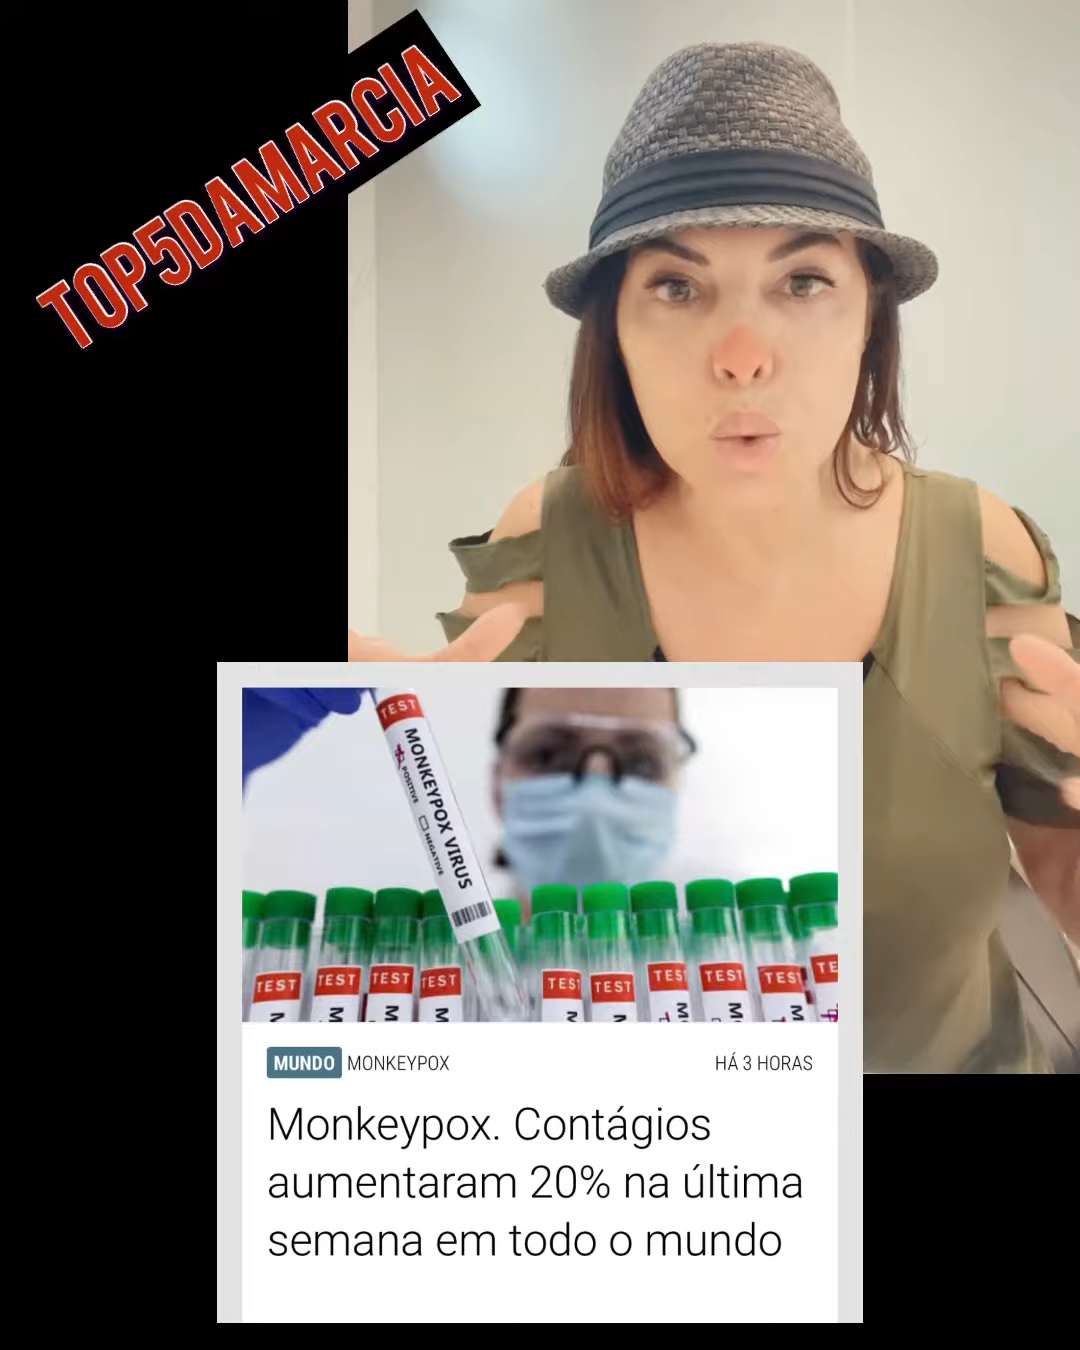 TOP5DAMARCIA
TEST
MONKEYPOX VIRUS
POSITIVE
NEGATIVE
TEST TEST TEST TEST TEST TEST TEST TEST TEST TE
MUNDO MONKEYPOX HÁ 3 HORAS
Monkeypox. Contágios
aumentaram 20% na última
semana em todo o mundo